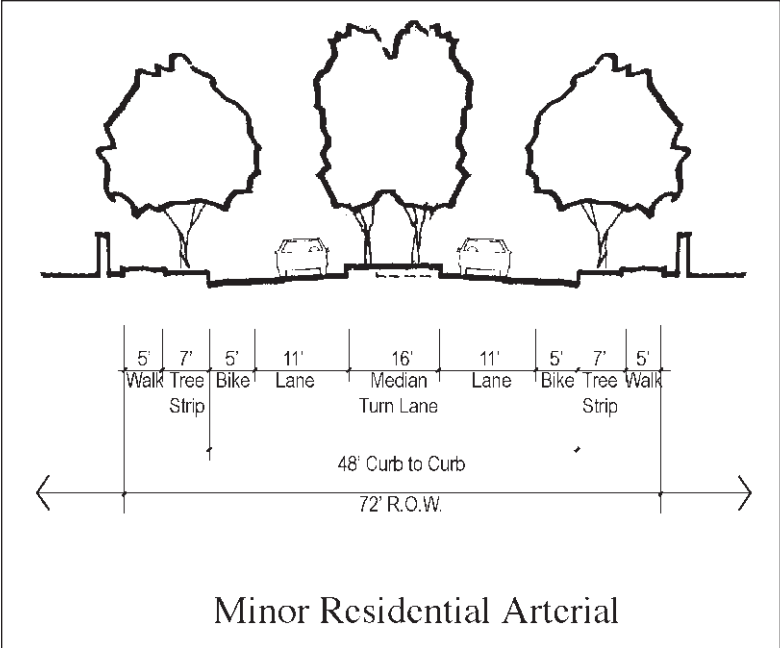 5' 7' 5' 11' 16' 11' 5' 7' 5'
Walk Tree Bike Lane Median Lane Bike Tree Walk
Strip Turn Lane Strip
48' Curb to Curb
72' R.O.W.
Minor Residential Arterial